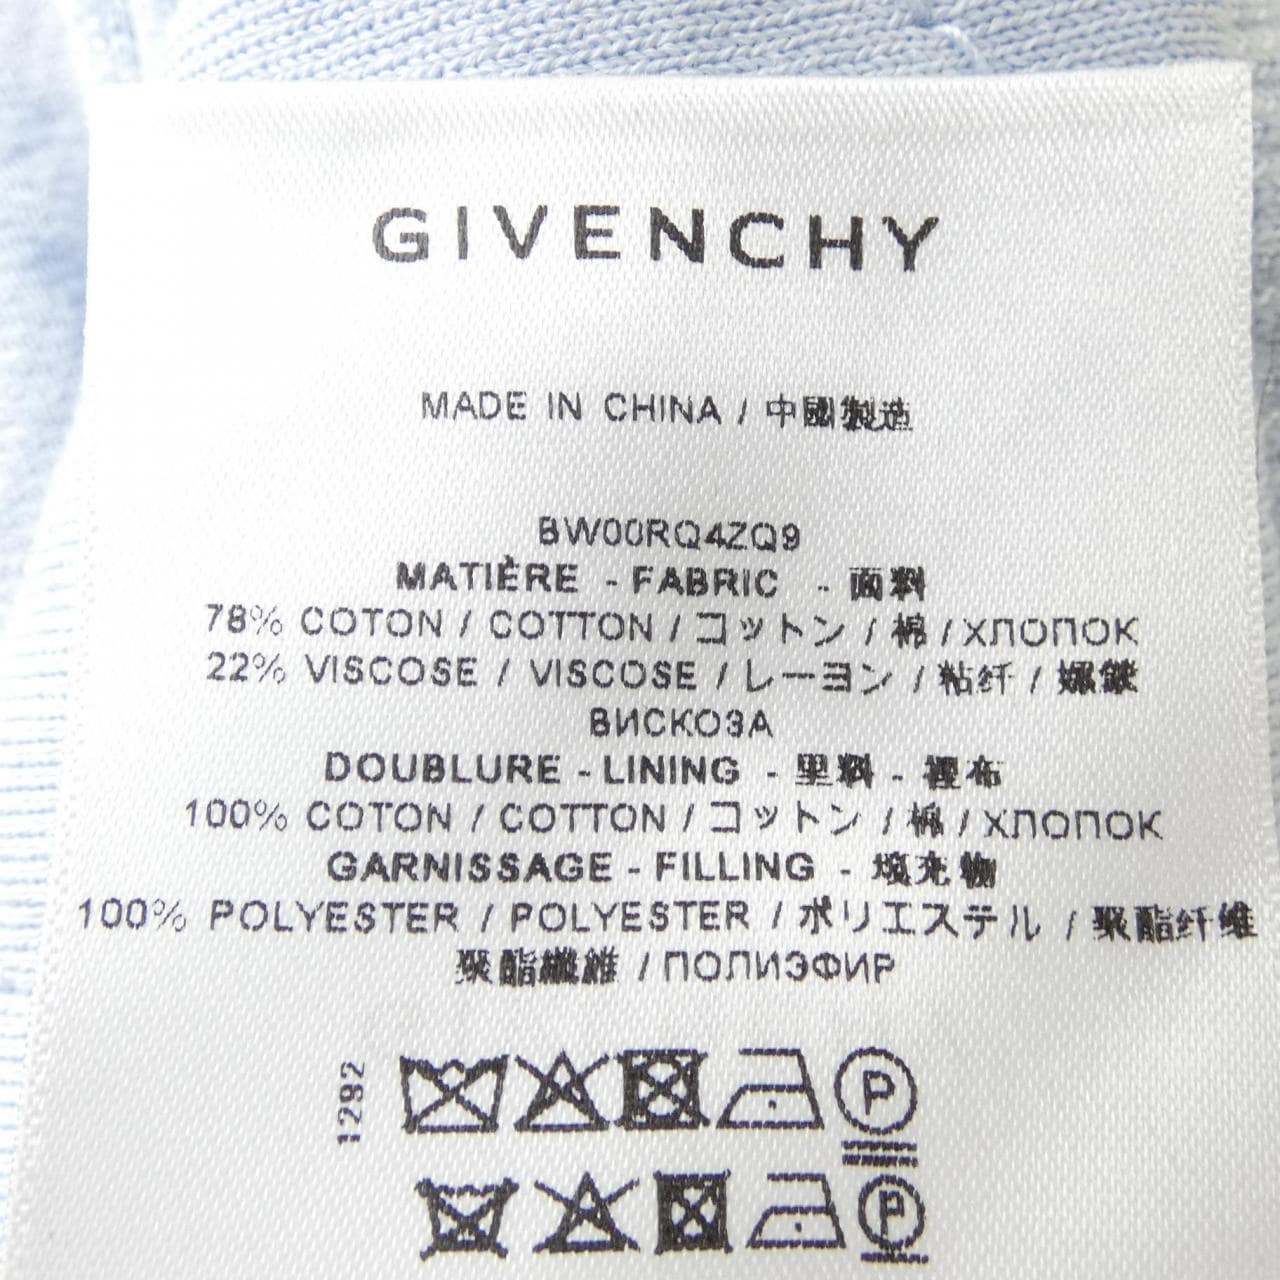 GIVENCHY
MADE IN CHINA / 中國製造
BW00RQ4ZQ9
MATIÈRE - FABRIC - 面料
78% COTON / COTTON / コットン / 棉 / ХЛОПОК
22% VISCOSE / VISCOSE / レーヨン / 粘纤 / 嫘縈
ВИСКОЗА
DOUBLURE - LINING - 里料 - 裡布
100% COTON / COTTON / コットン / 棉 / ХЛОПОК
GARNISSAGE - FILLING - 填充物
100% POLYESTER / POLYESTER / ポリエステル / 聚酯纤维
聚酯纖維 / ПОЛИЭФИР
1292
P
P